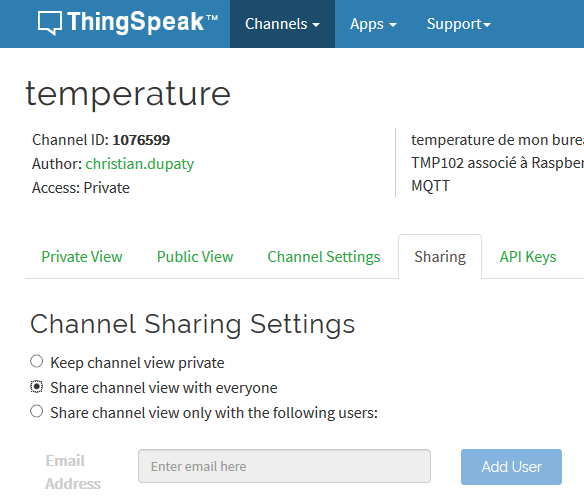 ThingSpeak™ Channels Apps Support
temperature
Channel ID: 1076599
Author: christian.dupaty
Access: Private
temperature de mon burea
TMP102 associé à Raspber
MQTT
Private View Public View Channel Settings Sharing API Keys
Channel Sharing Settings
Keep channel view private
Share channel view with everyone
Share channel view only with the following users:
Email
Address
Enter email here
Add User